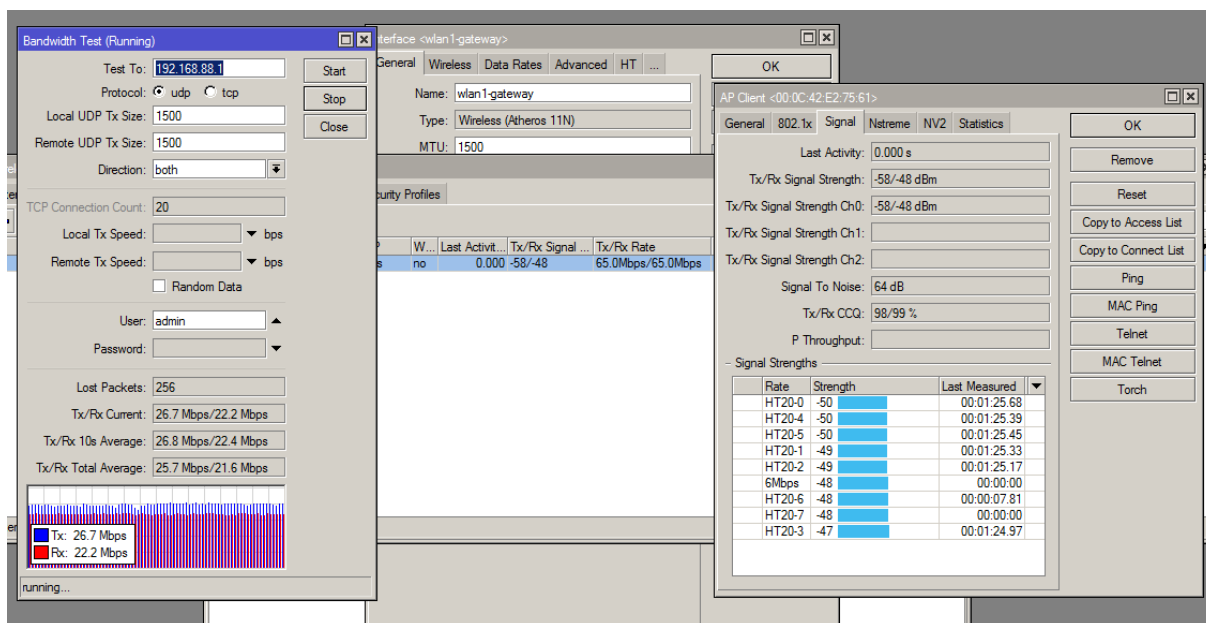 Bandwidth Test (Running)
Test To: 192.168.88.1
Protocol: udp tcp
Local UDP Tx Size: 1500
Remote UDP Tx Size: 1500
Direction: both
TCP Connection Count: 20
Local Tx Speed: bps
Remote Tx Speed: bps
Random Data
User: admin
Password:
Lost Packets: 256
Tx/Rx Current: 26.7 Mbps/22.2 Mbps
Tx/Rx 10s Average: 26.8 Mbps/22.4 Mbps
Tx/Rx Total Average: 25.7 Mbps/21.6 Mbps
Tx: 26.7 Mbps
Rx: 22.2 Mbps
running...
Start
Stop
Close
nterface <wlan1-gateway>
General Wireless Data Rates Advanced HT ...
Name: wlan1-gateway
Type: Wireless (Atheros 11N)
MTU: 1500
OK
curity Profiles
W... Last Activit... Tx/Rx Signal ... Tx/Rx Rate
s no 0.000 -58/-48 65.0Mbps/65.0Mbps
AP Client <00:0C:42:E2:75:61>
General 802.1x Signal Nstreme NV2 Statistics
Last Activity: 0.000 s
Tx/Rx Signal Strength: -58/-48 dBm
Tx/Rx Signal Strength Ch0: -58/-48 dBm
Tx/Rx Signal Strength Ch1:
Tx/Rx Signal Strength Ch2:
Signal To Noise: 64 dB
Tx/Rx CCQ: 98/99 %
P Throughput:
Signal Strengths
Rate Strength Last Measured
HT20-0 -50 00:01:25.68
HT20-4 -50 00:01:25.39
HT20-5 -50 00:01:25.45
HT20-1 -49 00:01:25.33
HT20-2 -49 00:01:25.17
6Mbps -48 00:00:00
HT20-6 -48 00:00:07.81
HT20-7 -48 00:00:00
HT20-3 -47 00:01:24.97
OK
Remove
Reset
Copy to Access List
Copy to Connect List
Ping
MAC Ping
Telnet
MAC Telnet
Torch